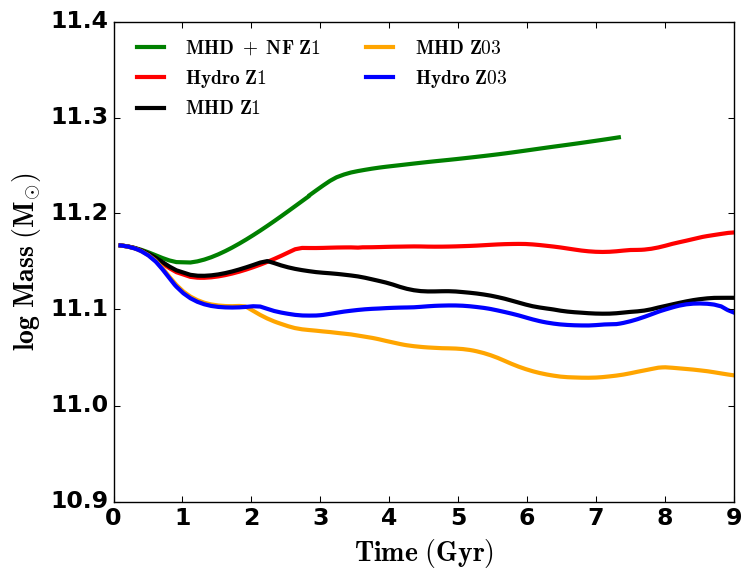 11.4
11.3
11.2
11.1
11.0
10.9
log Mass (M⊙)
MHD + NF Z1
Hydro Z1
MHD Z1
MHD Z03
Hydro Z03
0 1 2 3 4 5 6 7 8 9
Time (Gyr)